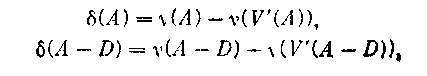 δ(A) = ν(A) − ν(V′(A)),
δ(A − D) = ν(A − D) − ν(V′(A − D)),